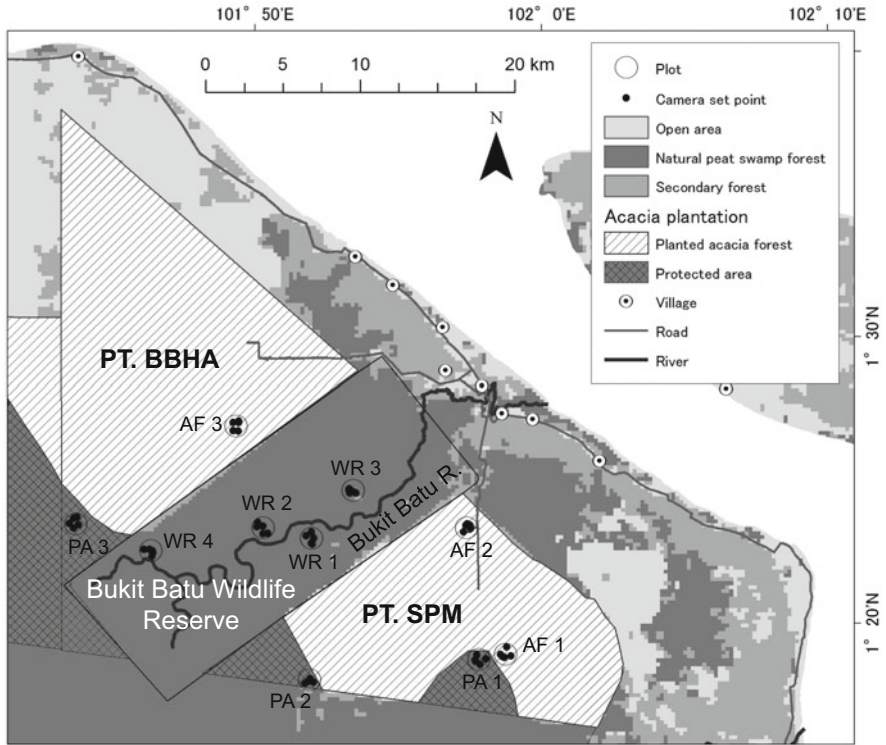 101 °50'E
102 °0'E
102 °10'E
0
5
10
20 km
N
Plot
Camera set point
Open area
Natural peat swamp forest
Secondary forest
Acacia plantation
Planted acacia forest
Protected area
Village
Road
River
1° 30'N
PT. BBHA
AF 3
WR 3
WR 2
Bukit Batu R.
PA 3
WR 4
WR 1
AF 2
Bukit Batu Wildlife
Reserve
PT. SPM
1° 20'N
AF 1
PA 1
PA 2